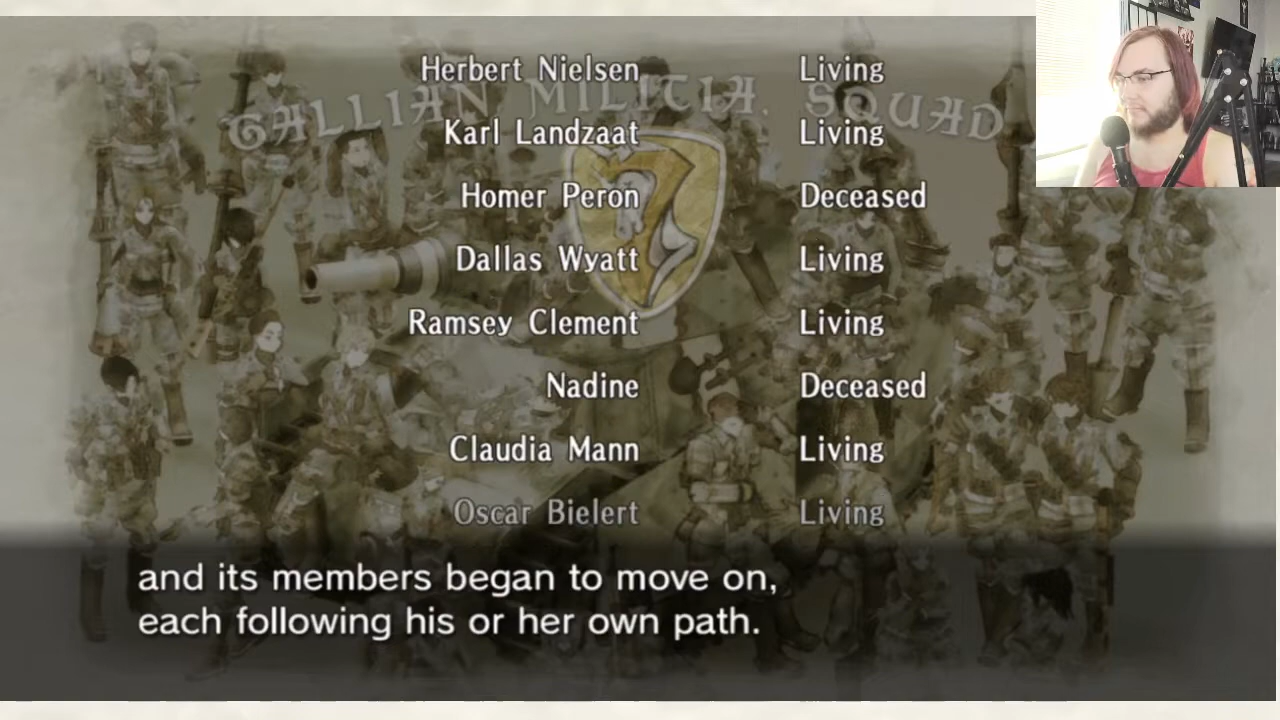 GALLIAN MILITIA. SQUAD
7
Herbert Nielsen Living
Karl Landzaat Living
Homer Peron Deceased
Dallas Wyatt Living
Ramsey Clement Living
Nadine Deceased
Claudia Mann Living
Oscar Bielert Living
and its members began to move on,
each following his or her own path.